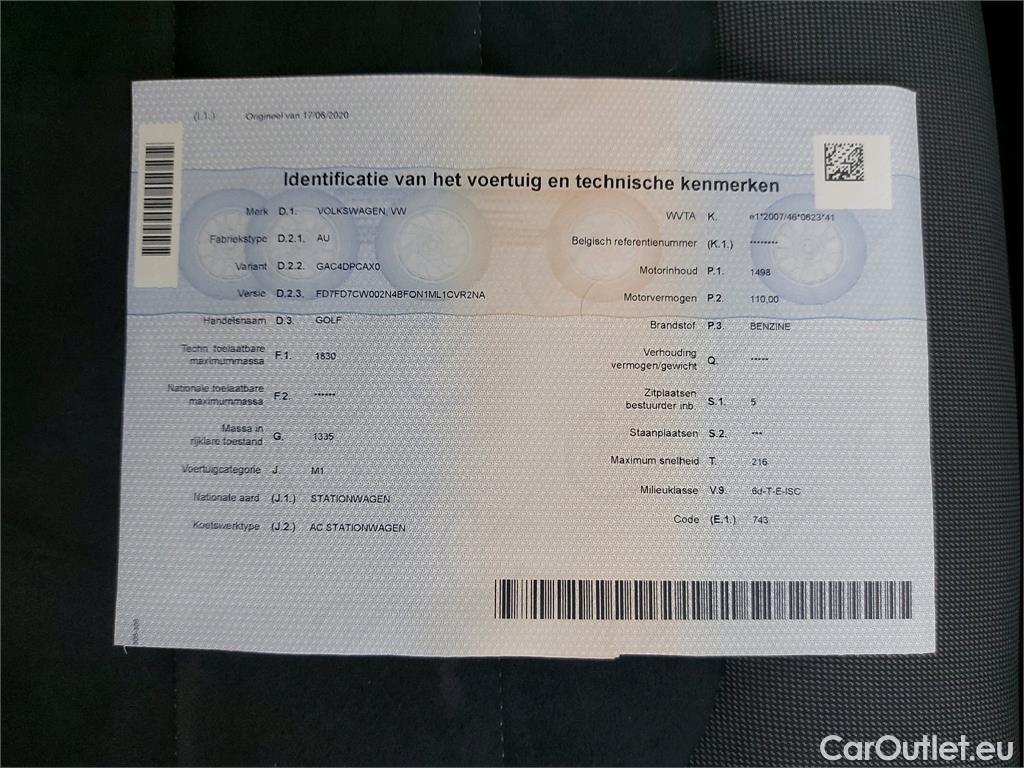 (I.1.) Origineel van 17/06/2020
Identificatie van het voertuig en technische kenmerken
Merk D.1. VOLKSWAGEN, VW
Fabriekstype D.2.1. AU
Variant D.2.2. GAC4DPCAX0
Versie D.2.3. FD7FD7CW002N4BFON1ML1CVR2NA
Handelsnaam D.3. GOLF
Techn. toelaatbare
maximummassa F.1. 1830
Nationale toelaatbare
maximummassa F.2. ******
Massa in
rijklare toestand G. 1335
Voertuigcategorie J. M1
Nationale aard (J.1.) STATIONWAGEN
Koetswerktype (J.2.) AC STATIONWAGEN
WVTA K. e1*2007/46*0623*41
Belgisch referentienummer (K.1.) ********
Motorinhoud P.1. 1498
Motorvermogen P.2. 110,00
Brandstof P.3. BENZINE
Verhouding
vermogen/gewicht Q. *****
Zitplaatsen
bestuurder inb. S.1. 5
Staanplaatsen S.2. ***
Maximum snelheid T. 216
Milieuklasse V.9. 6d-T-E-ISC
Code (E.1.) 743
CarOutlet.eu